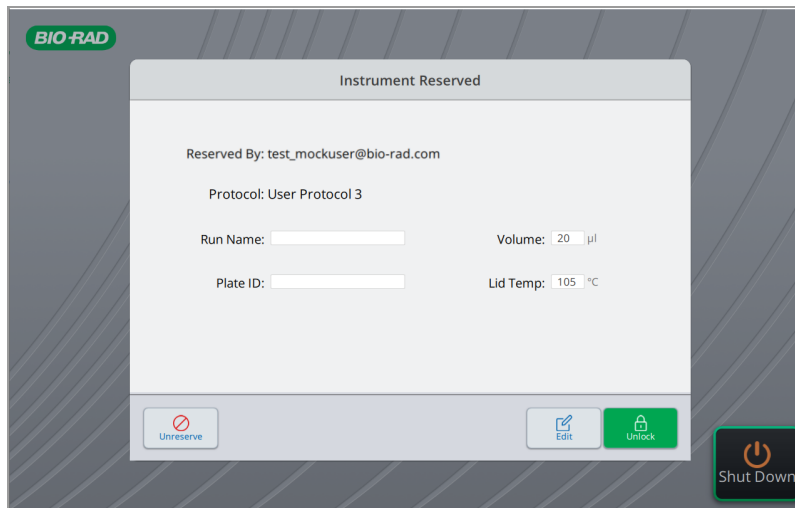 BIO-RAD
Instrument Reserved
Reserved By: test_mockuser@bio-rad.com
Protocol: User Protocol 3
Run Name:
Volume: 20 µl
Plate ID:
Lid Temp: 105 °C
Unreserve
Edit
Unlock
Shut Down